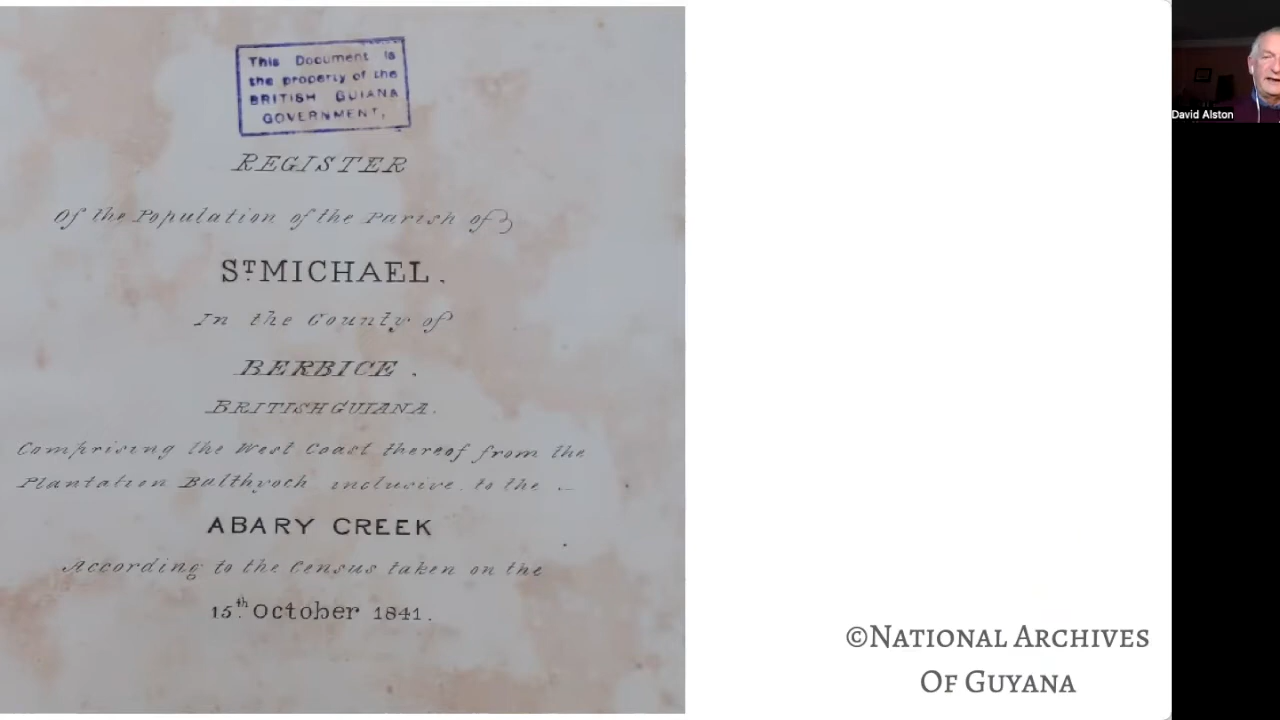 This Document is
the property of the
BRITISH GUIANA
GOVERNMENT,
REGISTER
Of the Population of the Parish of
ST MICHAEL.
In the County of
BERBICE.
BRITISH GUIANA.
Comprising the West Coast thereof from the
Plantation Balthyoch inclusive to the
ABARY CREEK
According to the Census taken on the
15th. October 1841.
©NATIONAL ARCHIVES
OF GUYANA
David Alston